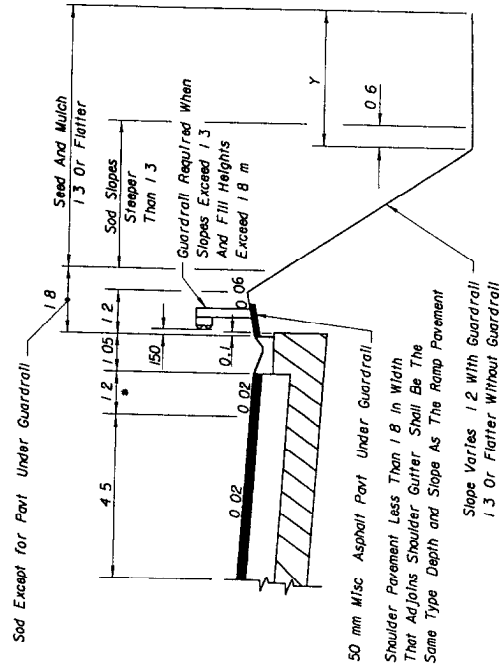 Sod Except for Pavt Under Guardrail
Seed And Mulch
1 3 Or Flatter
Sod Slopes
Steeper
Than 1 3
Guardrail Required When
Slopes Exceed 1 3
And Fill Heights
Exceed 1 8 m
1 8
4 5
1 2
*
1 05
1 2
150
0.1
0 02
0 02
0 06
Y
0 6
50 mm Misc Asphalt Pavt Under Guardrail
Shoulder Pavement Less Than 1 8 In Width
That Adjoins Shoulder Gutter Shall Be The
Same Type Depth and Slope As The Ramp Pavement
Slope Varies 1 2 With Guardrail
1 3 Or Flatter Without Guardrail